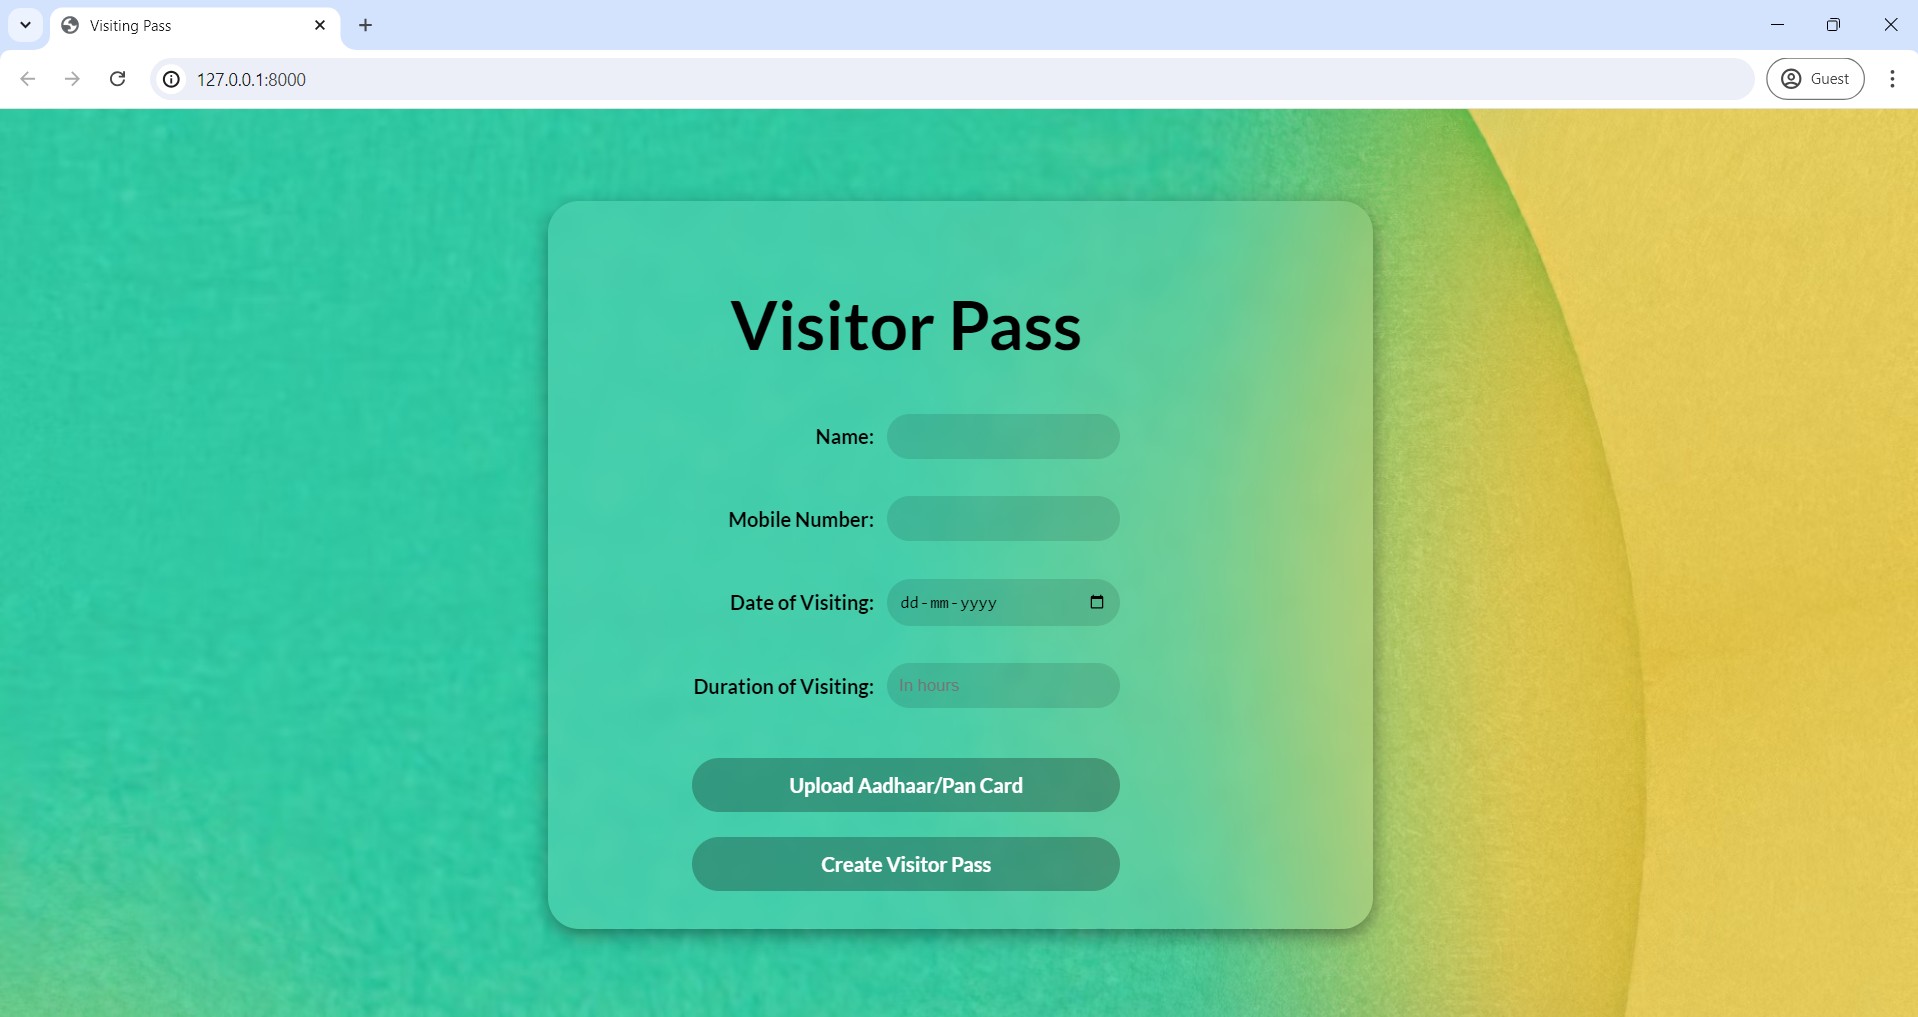 Visiting Pass
127.0.0.1:8000
Guest
Visitor Pass
Name:
Mobile Number:
Date of Visiting: dd-mm-yyyy
Duration of Visiting: In hours
Upload Aadhaar/Pan Card
Create Visitor Pass